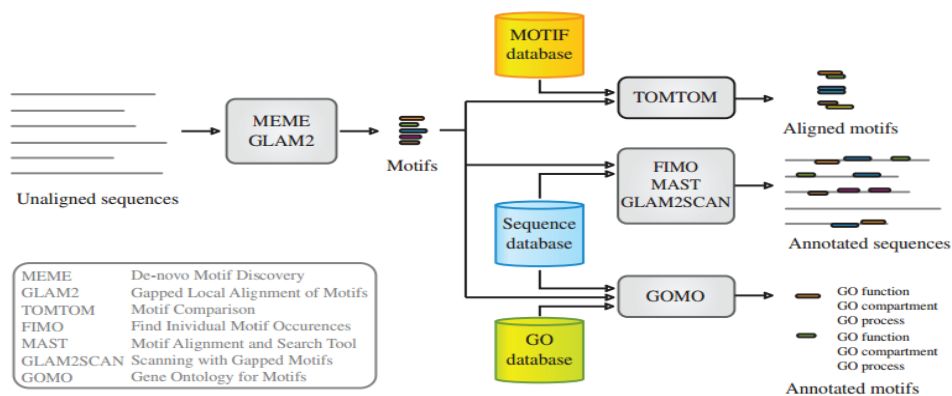 MOTIF
database
TOMTOM
Aligned motifs
MEME
GLAM2
Motifs
Unaligned sequences
FIMO
MAST
GLAM2SCAN
Annotated sequences
Sequence
database
GOMO
GO function
GO compartment
GO process
GO function
GO compartment
GO process
Annotated motifs
GO
database
MEME De-novo Motif Discovery
GLAM2 Gapped Local Alignment of Motifs
TOMTOM Motif Comparison
FIMO Find Inividual Motif Occurences
MAST Motif Alignment and Search Tool
GLAM2SCAN Scanning with Gapped Motifs
GOMO Gene Ontology for Motifs